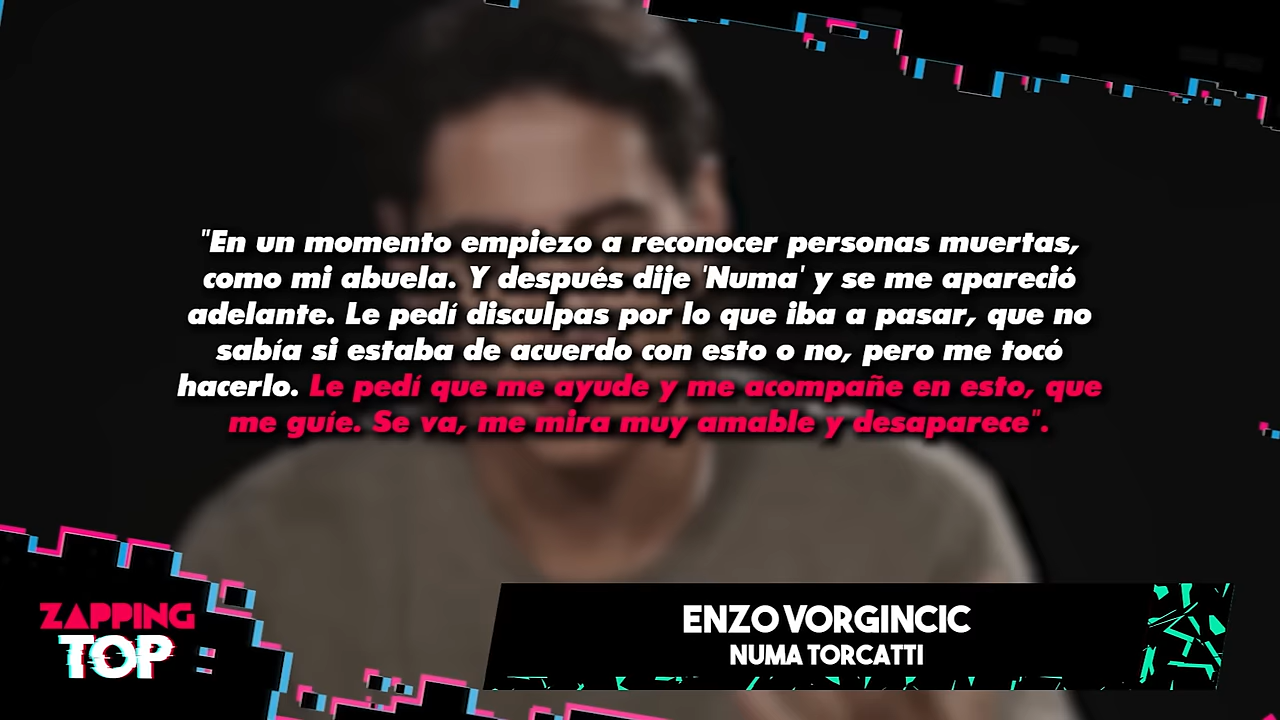 "En un momento empiezo a reconocer personas muertas,
como mi abuela. Y después dije 'Numa' y se me apareció
adelante. Le pedí disculpas por lo que iba a pasar, que no
sabía si estaba de acuerdo con esto o no, pero me tocó
hacerlo. Le pedí que me ayude y me acompañe en esto, que
me guíe. Se va, me mira muy amable y desaparece".
ZAPPING
TOP
ENZO VORGINCIC
NUMA TORCATTI